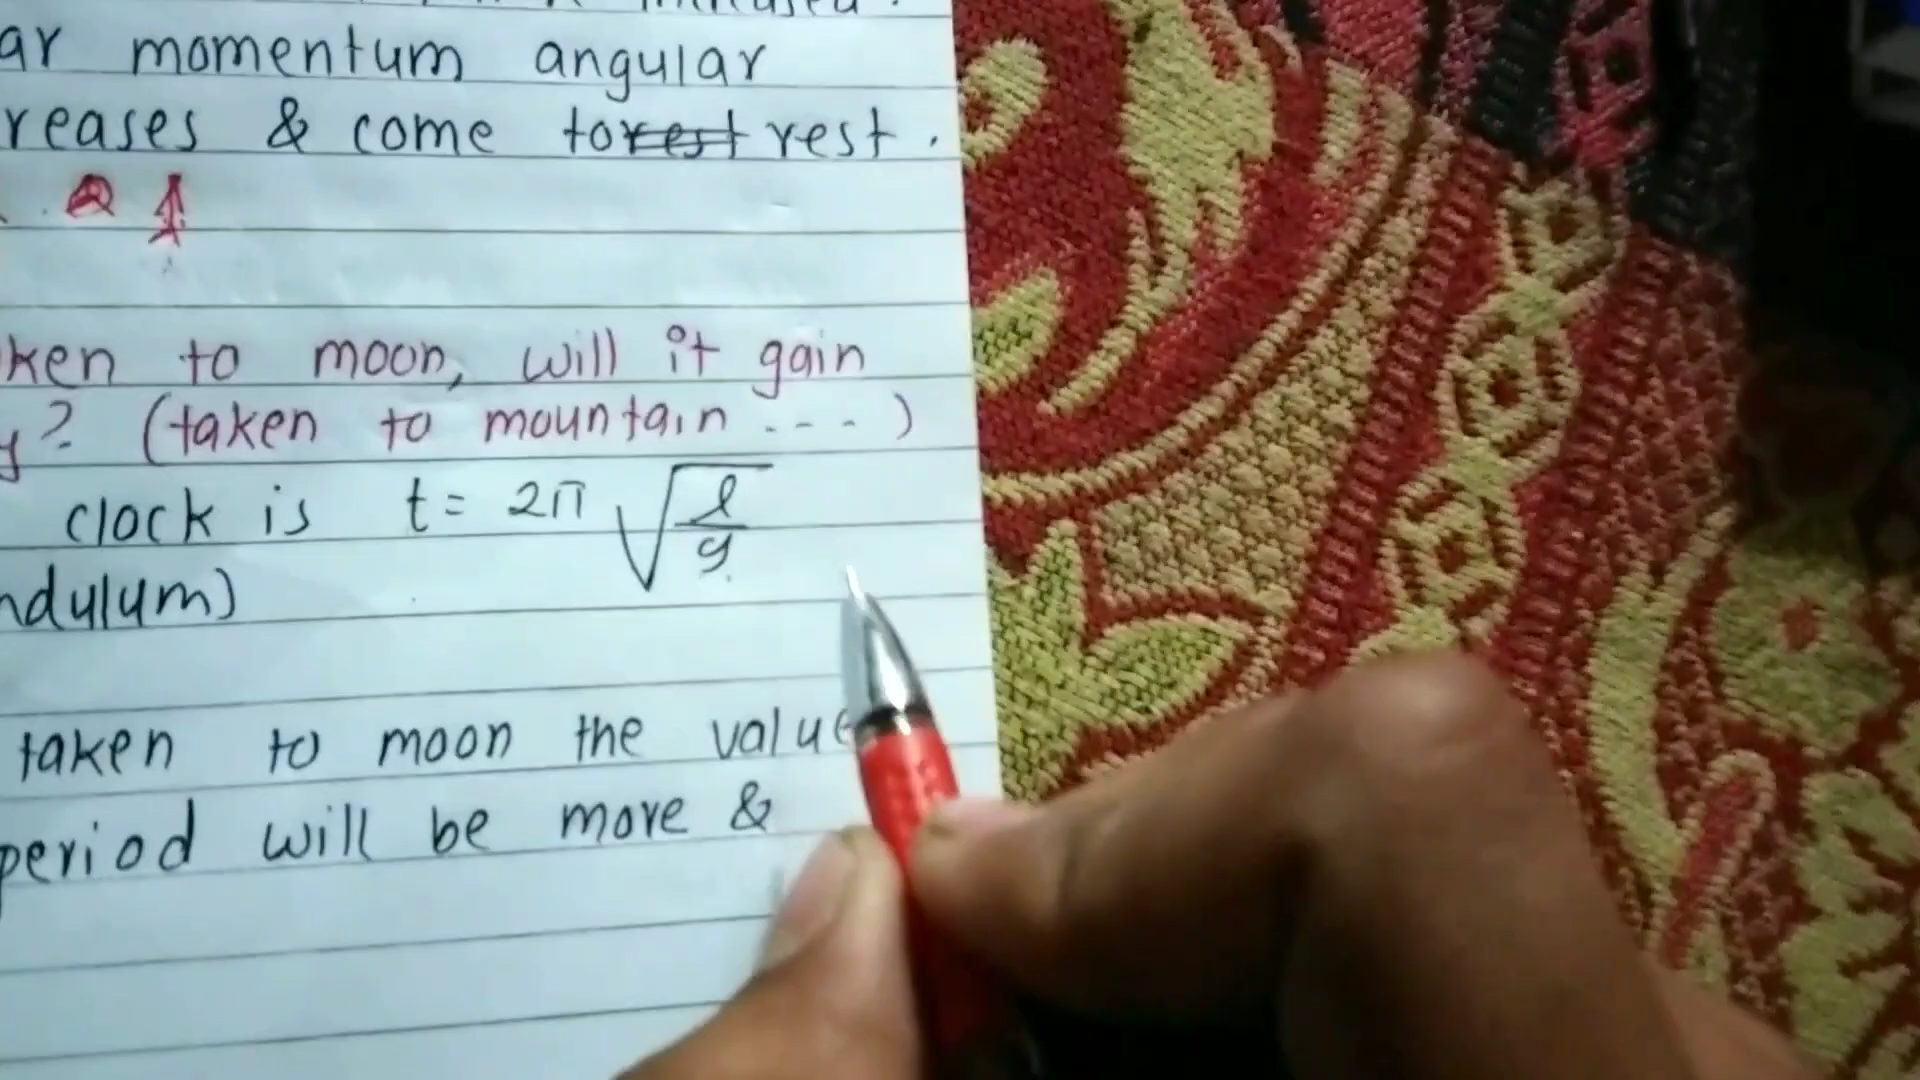 ar momentum angular
reases & come to rest rest.
ken to moon, will it gain
y? (taken to mountain ---)
clock is t = 2π √(l/g)
ndulum)
taken to moon the value
period will be more &